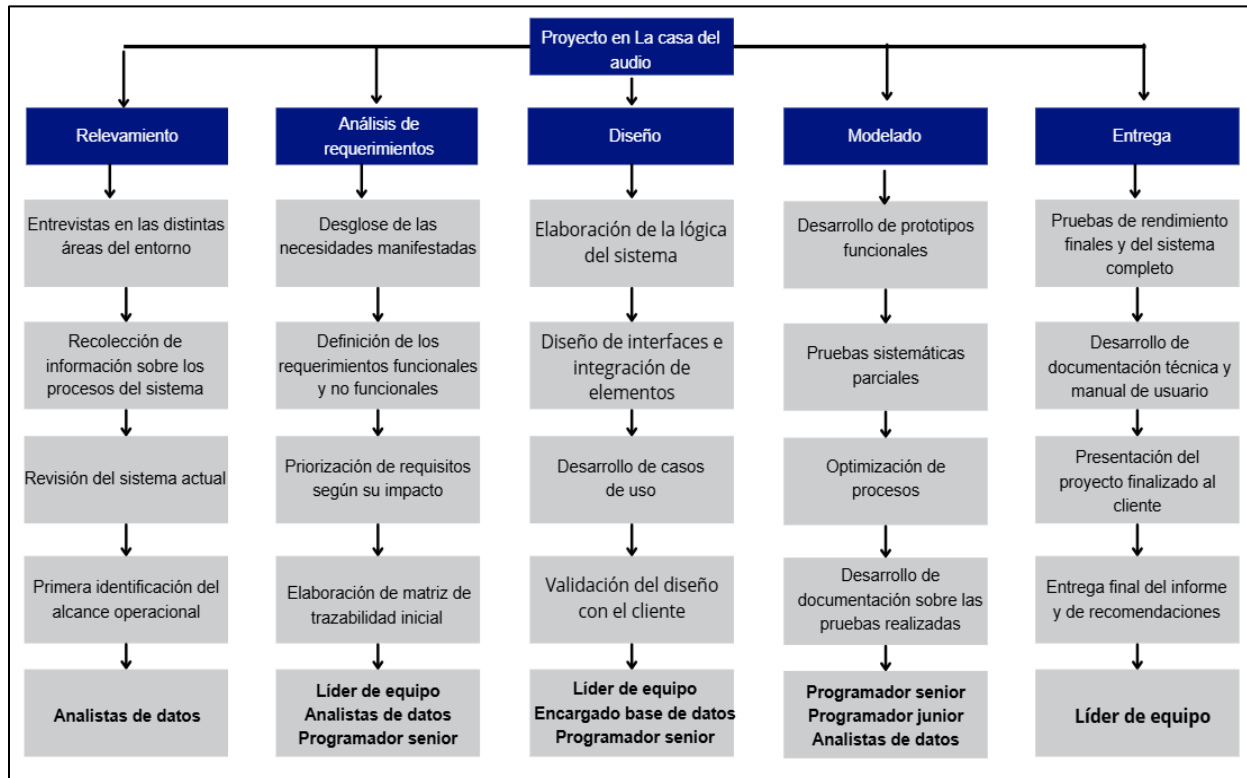 Proyecto en La casa del
audio
Relevamiento
Entrevistas en las distintas
áreas del entorno
Recolección de
información sobre los
procesos del sistema
Revisión del sistema actual
Primera identificación del
alcance operacional
Analistas de datos
Análisis de
requerimientos
Desglose de las
necesidades manifestadas
Definición de los
requerimientos funcionales
y no funcionales
Priorización de requisitos
según su impacto
Elaboración de matriz de
trazabilidad inicial
Líder de equipo
Analistas de datos
Programador senior
Diseño
Elaboración de la lógica
del sistema
Diseño de interfaces e
integración de
elementos
Desarrollo de casos
de uso
Validación del diseño
con el cliente
Líder de equipo
Encargado base de datos
Programador senior
Modelado
Desarrollo de prototipos
funcionales
Pruebas sistemáticas
parciales
Optimización de
procesos
Desarrollo de
documentación sobre las
pruebas realizadas
Programador senior
Programador junior
Analistas de datos
Entrega
Pruebas de rendimiento
finales y del sistema
completo
Desarrollo de
documentación técnica y
manual de usuario
Presentación del
proyecto finalizado al
cliente
Entrega final del informe
y de recomendaciones
Líder de equipo